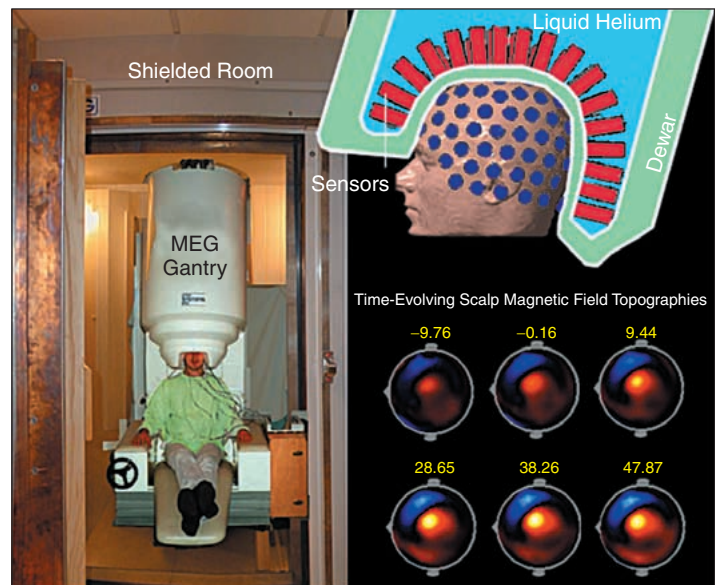 Shielded Room
MEG
Gantry
Liquid Helium
Sensors
Dewar
Time-Evolving Scalp Magnetic Field Topographies
–9.76
–0.16
9.44
28.65
38.26
47.87